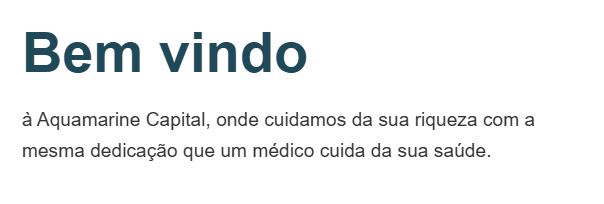 Bem vindo
à Aquamarine Capital, onde cuidamos da sua riqueza com a
mesma dedicação que um médico cuida da sua saúde.